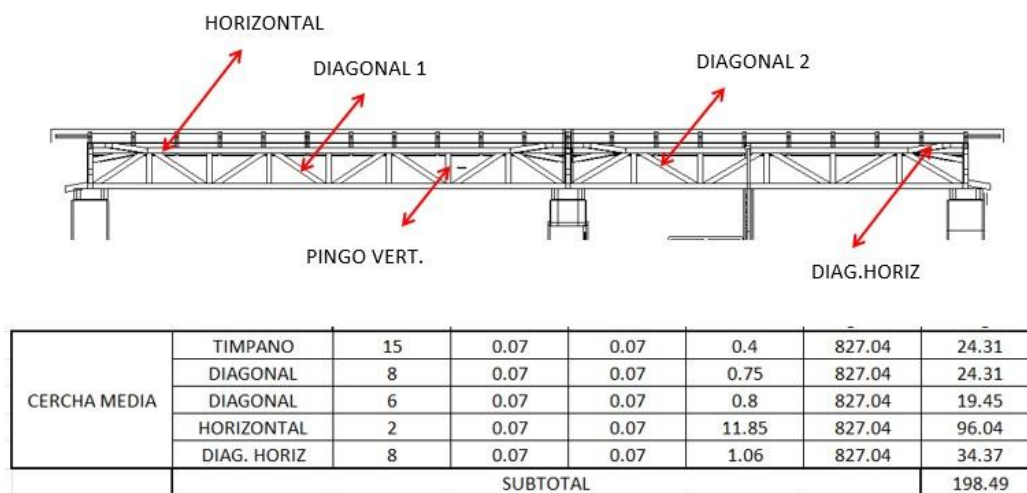 HORIZONTAL
DIAGONAL 1
DIAGONAL 2
PINGO VERT.
DIAG.HORIZ
CERCHA MEDIA
TIMPANO 15 0.07 0.07 0.4 827.04 24.31
DIAGONAL 8 0.07 0.07 0.75 827.04 24.31
DIAGONAL 6 0.07 0.07 0.8 827.04 19.45
HORIZONTAL 2 0.07 0.07 11.85 827.04 96.04
DIAG. HORIZ 8 0.07 0.07 1.06 827.04 34.37
SUBTOTAL 198.49